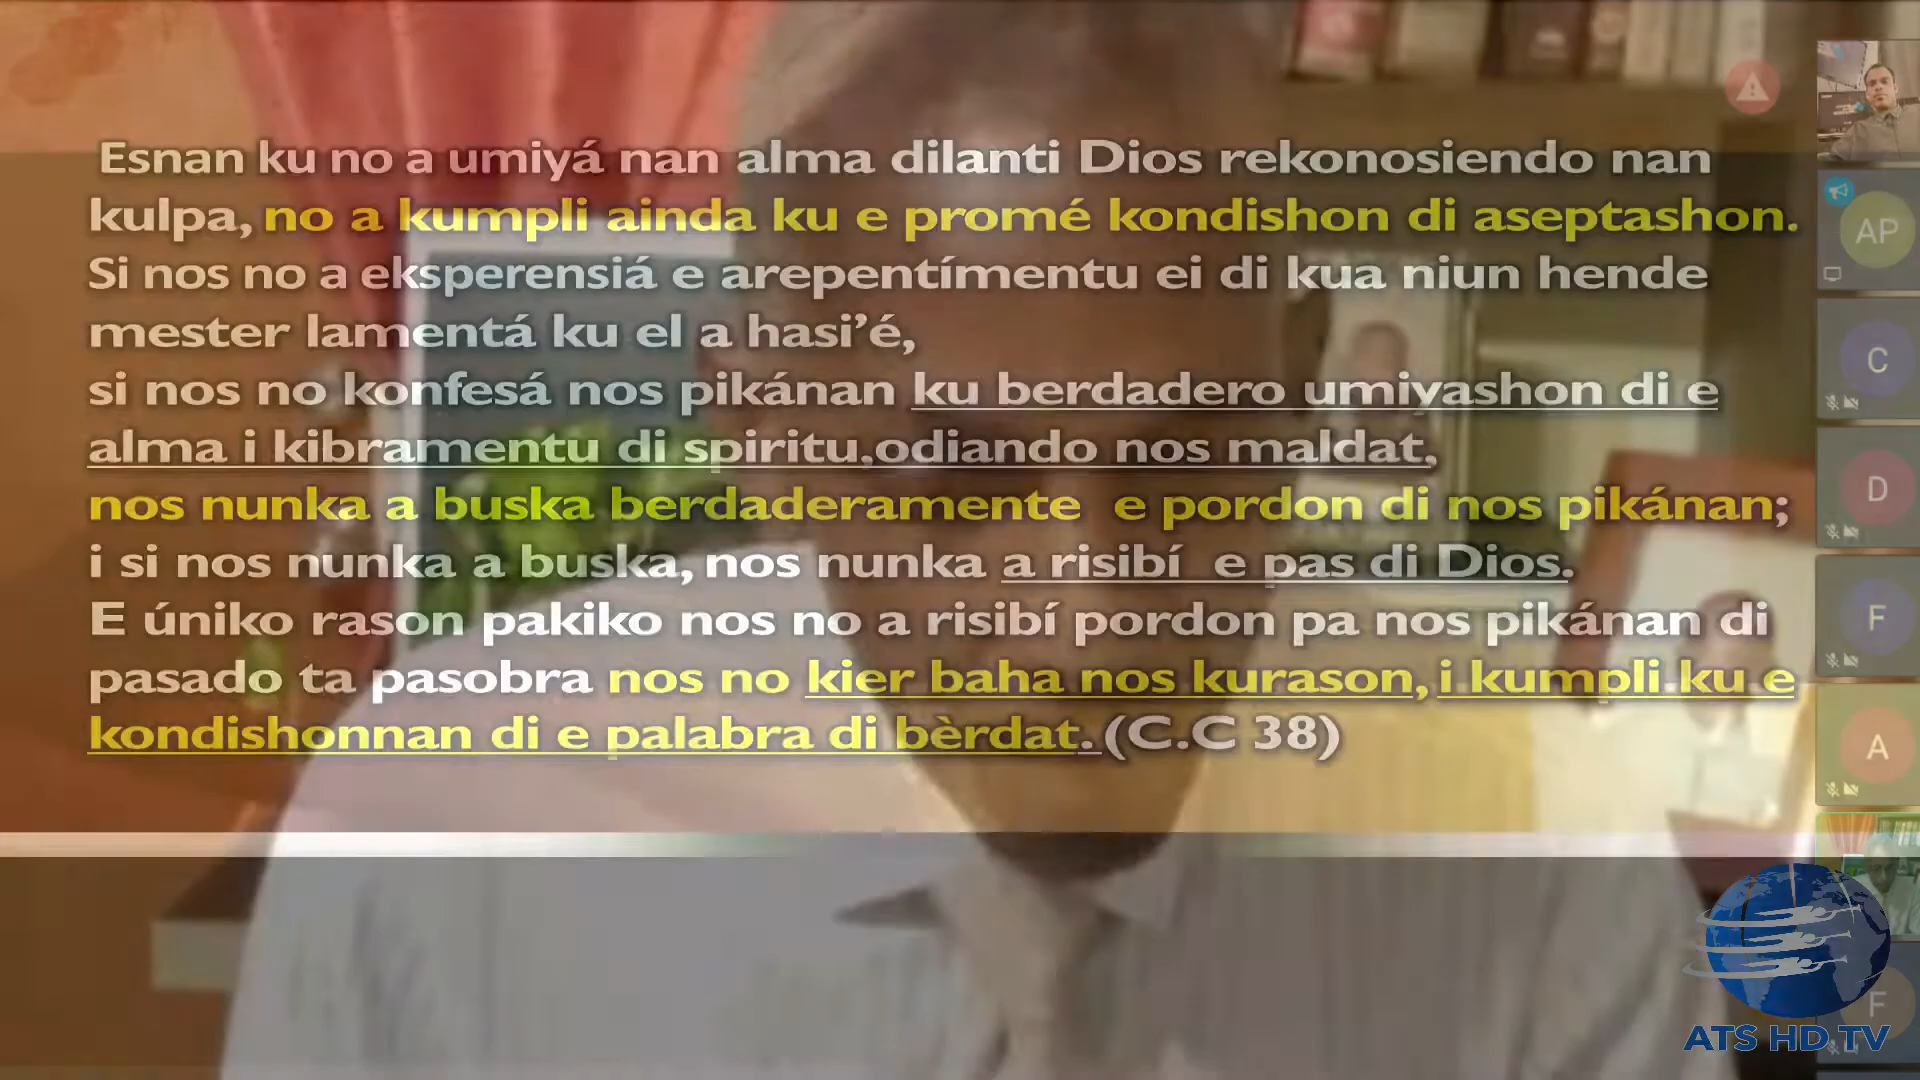 Esnan ku no a umiyá nan alma dilanti Dios rekonosiendo nan
kulpa, no a kumpli ainda ku e promé kondishon di aseptashon.
Si nos no a eksperensiá e arepentímentu ei di kua niun hende
mester lamentá ku el a hasi’é,
si nos no konfesá nos pikánan ku berdadero umiyashon di e
alma i kibramentu di spiritu,odiando nos maldat,
nos nunka a buska berdaderamente e pordon di nos pikánan;
i si nos nunka a buska, nos nunka a risibí e pas di Dios.
E úniko rason pakiko nos no a risibí pordon pa nos pikánan di
pasado ta pasobra nos no kier baha nos kurason, i kumpli ku e
kondishonnan di e palabra di bèrdat. (C.C 38)
AP
C
D
F
A
F
ATS HD TV